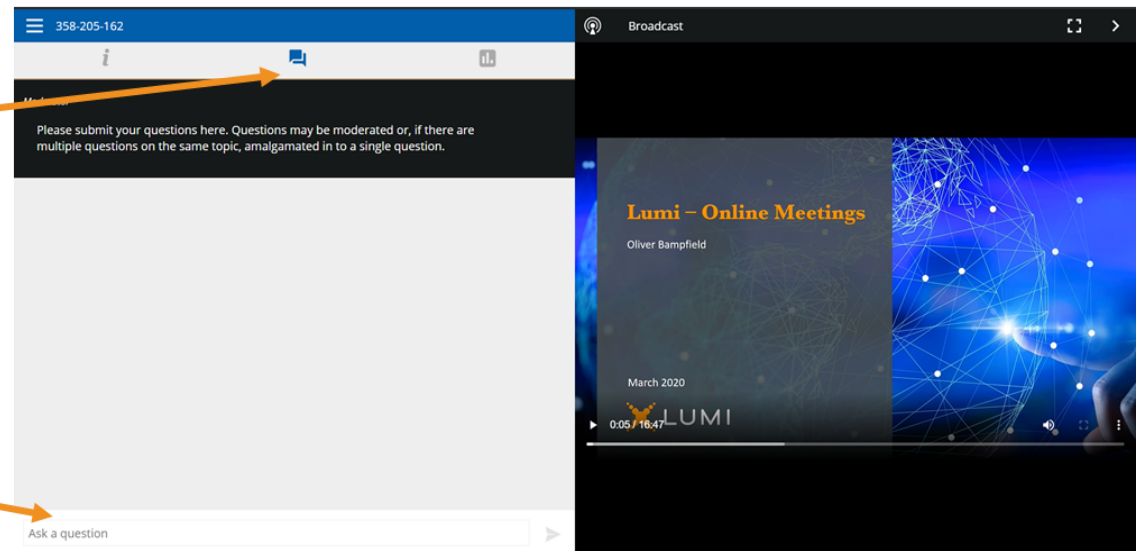 358-205-162
Broadcast
i
Moderator
Please submit your questions here. Questions may be moderated or, if there are
multiple questions on the same topic, amalgamated in to a single question.
Lumi – Online Meetings
Oliver Bampfield
March 2020
LUMI
0:05 / 16:47
Ask a question